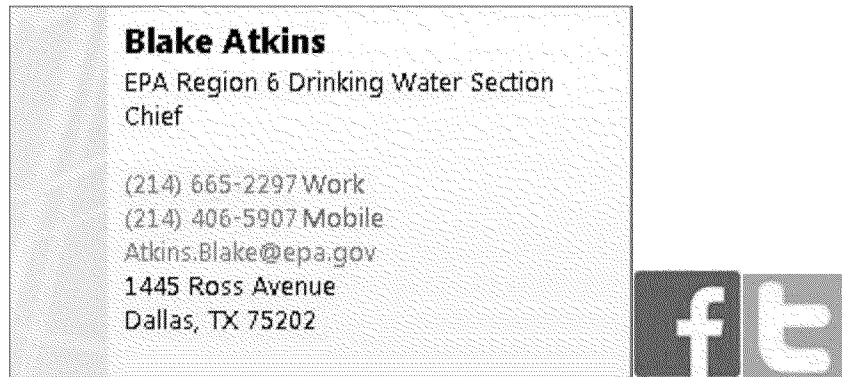 Blake Atkins
EPA Region 6 Drinking Water Section
Chief
(214) 665-2297 Work
(214) 406-5907 Mobile
Atkins.Blake@epa.gov
1445 Ross Avenue
Dallas, TX 75202
f t